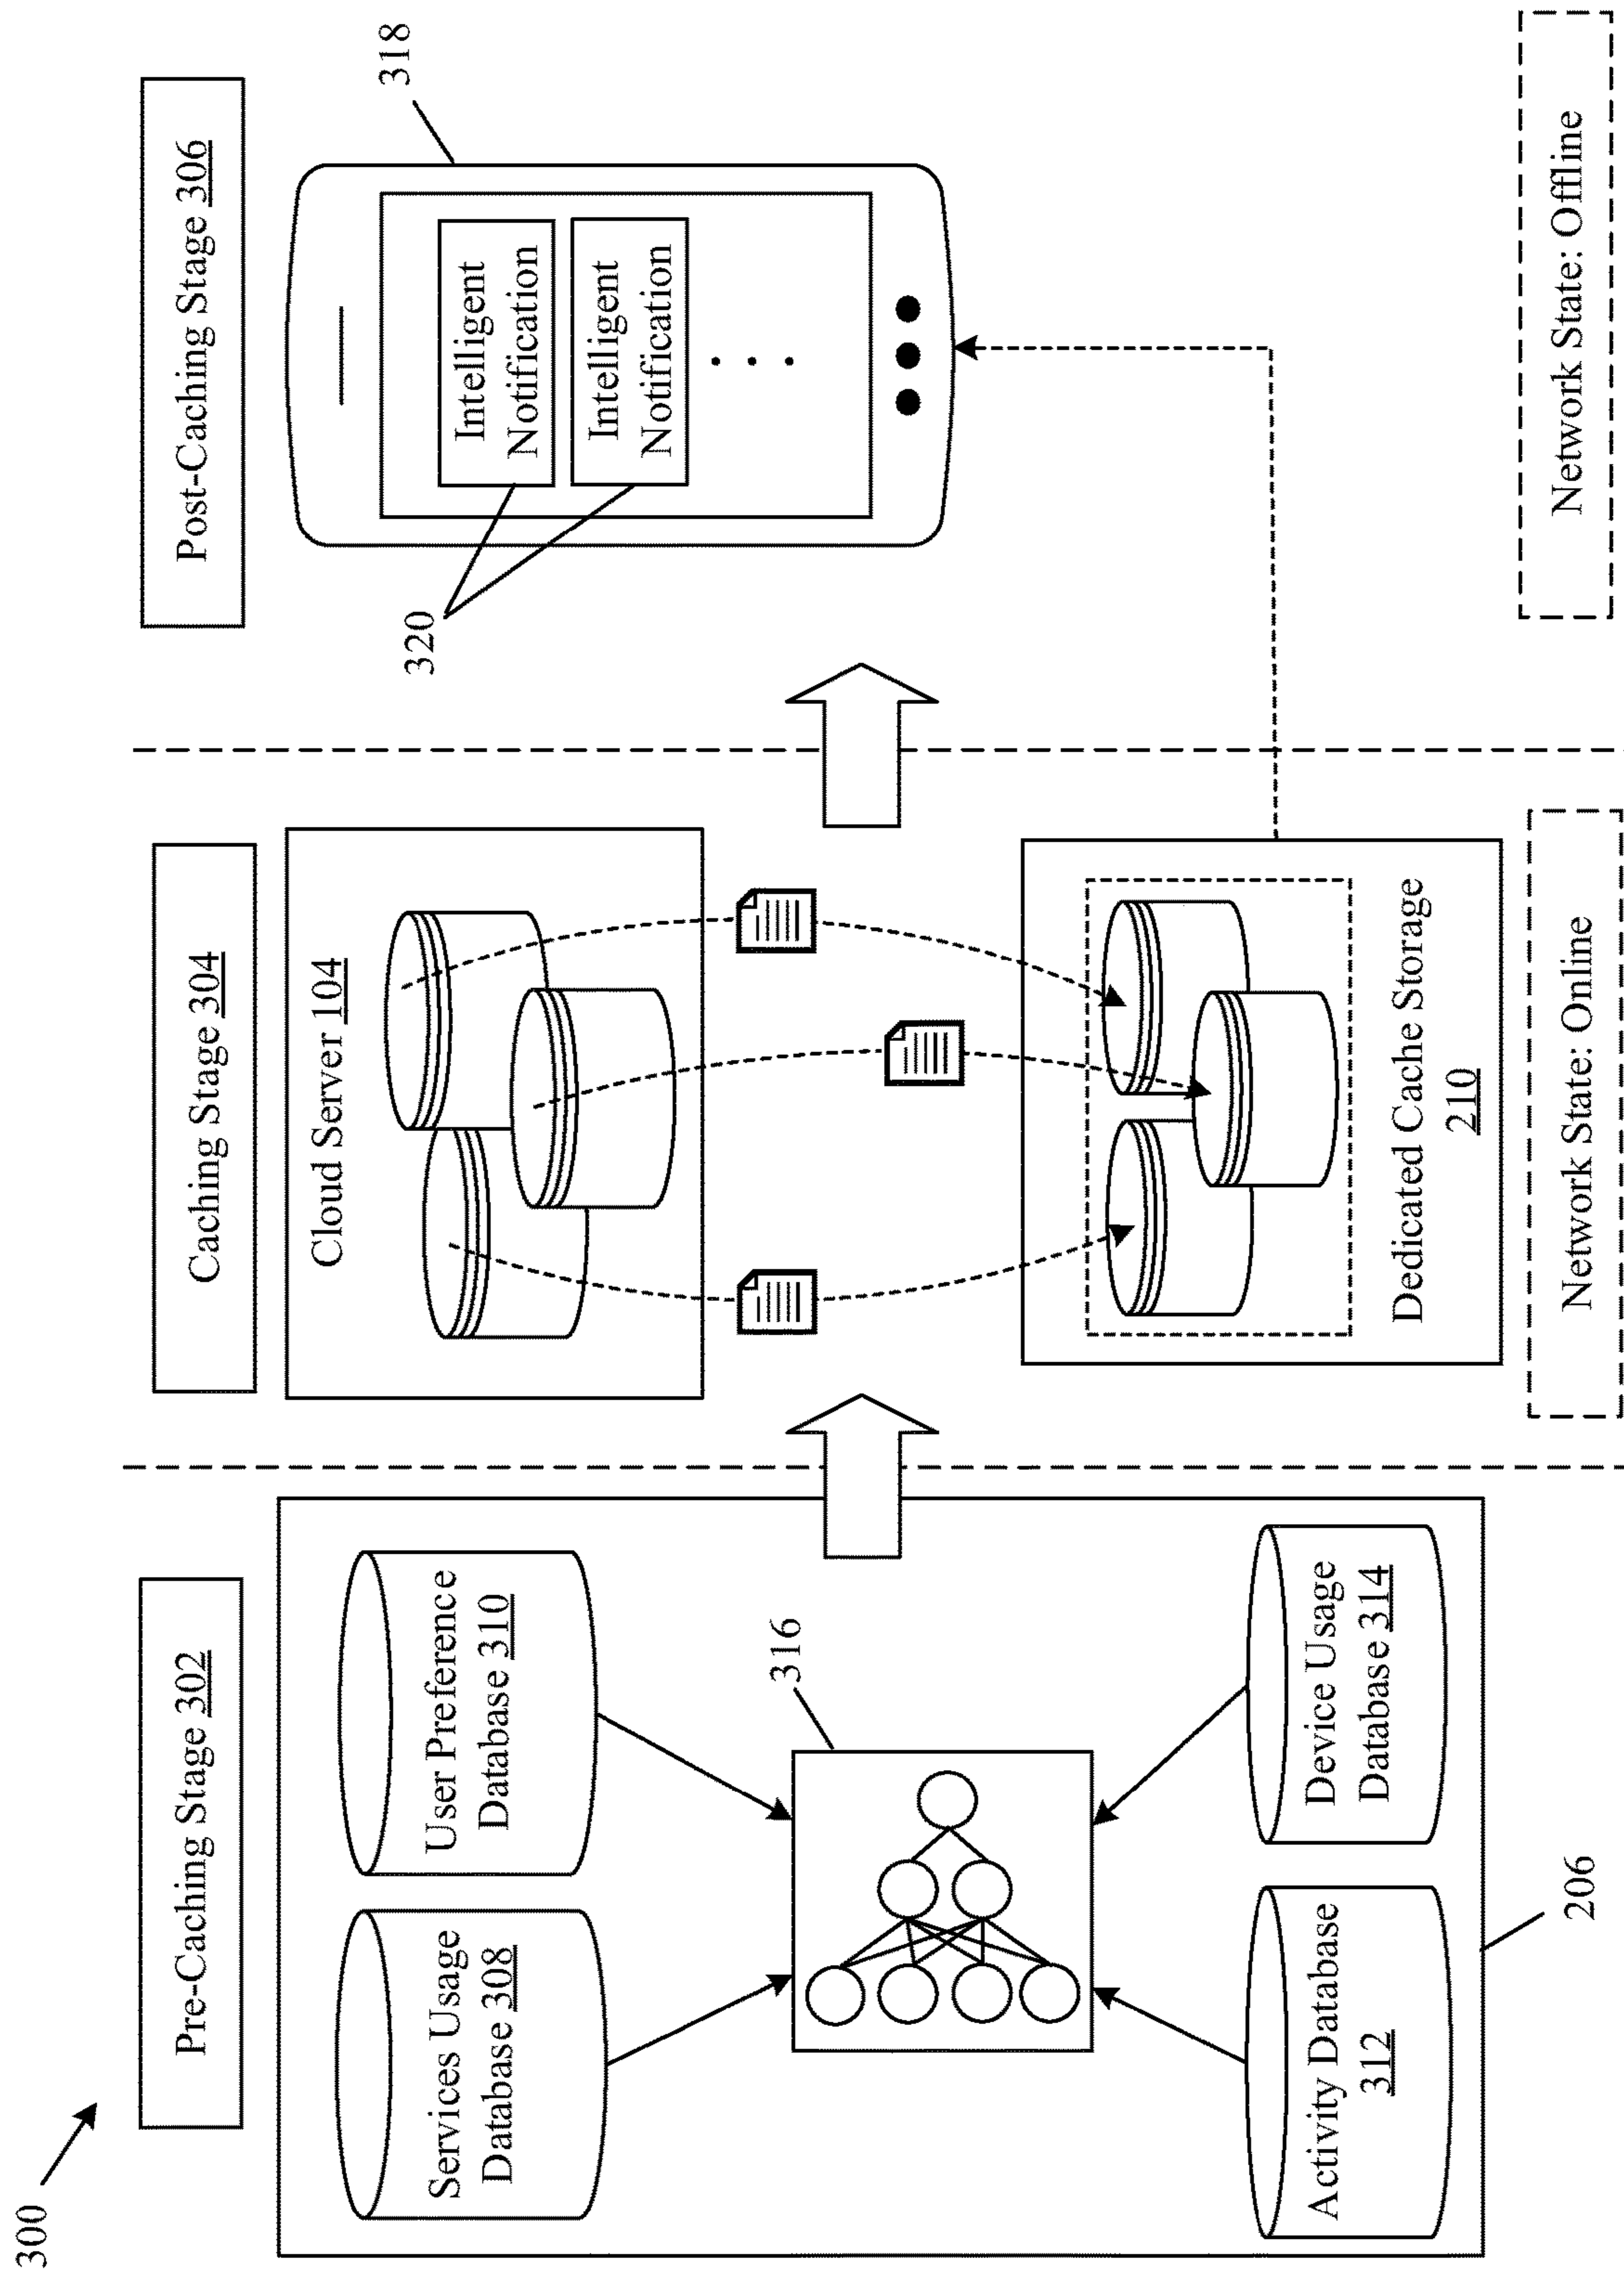 300
Pre-Caching Stage 302
Services Usage
Database 308
User Preference
Database 310
316
Activity Database
312
Device Usage
Database 314
206
Caching Stage 304
Cloud Server 104
Dedicated Cache Storage
210
Network State: Online
Post-Caching Stage 306
318
Intelligent
Notification
Intelligent
Notification
320
Network State: Offline